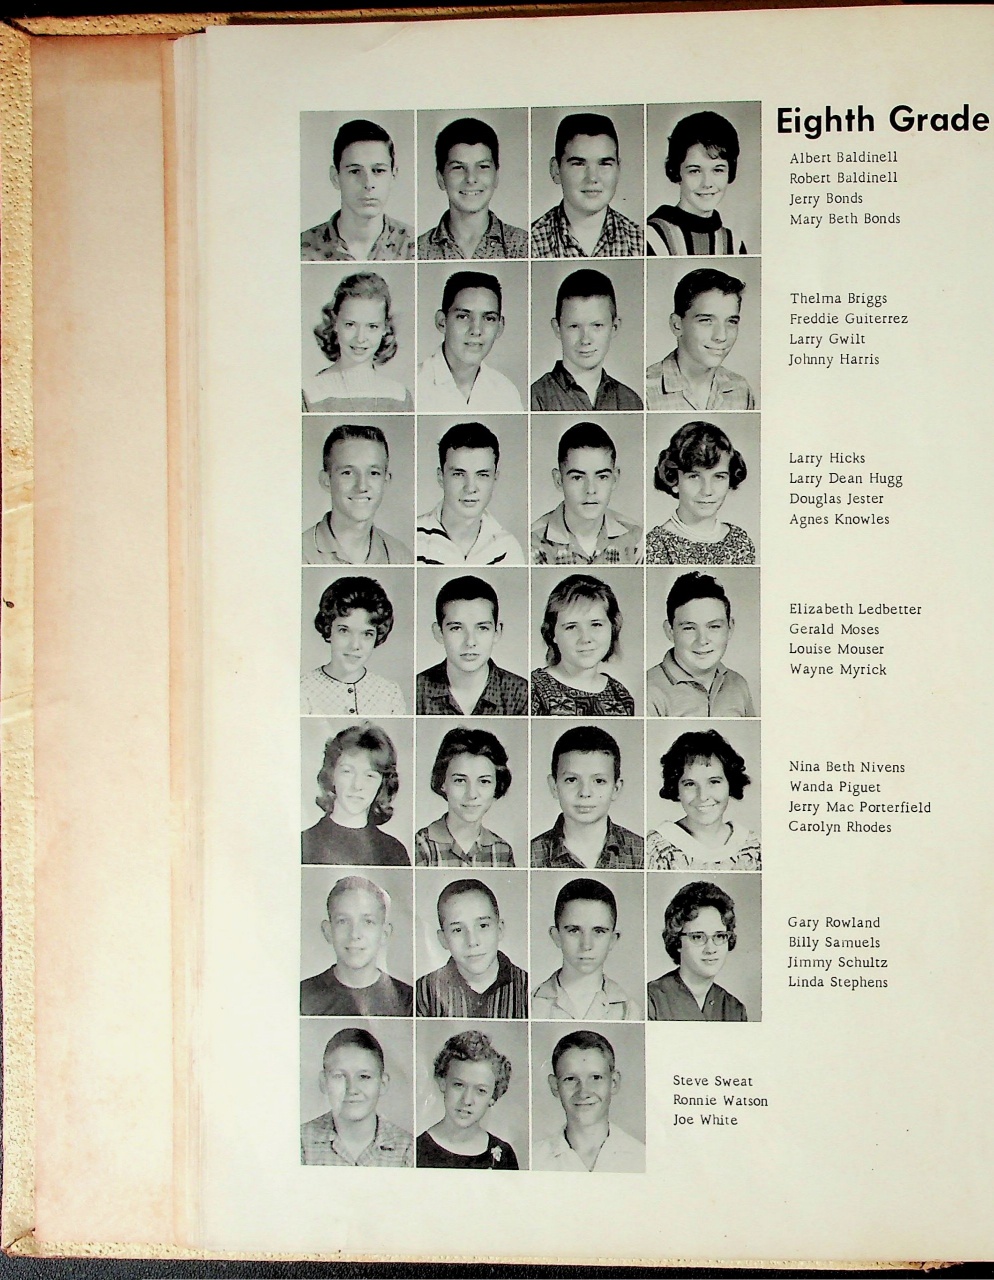 Eighth Grade
Albert Baldinell
Robert Baldinell
Jerry Bonds
Mary Beth Bonds
Thelma Briggs
Freddie Guiterrez
Larry Gwilt
Johnny Harris
Larry Hicks
Larry Dean Hugg
Douglas Jester
Agnes Knowles
Elizabeth Ledbetter
Gerald Moses
Louise Mouser
Wayne Myrick
Nina Beth Nivens
Wanda Piguet
Jerry Mac Porterfield
Carolyn Rhodes
Gary Rowland
Billy Samuels
Jimmy Schultz
Linda Stephens
Steve Sweat
Ronnie Watson
Joe White